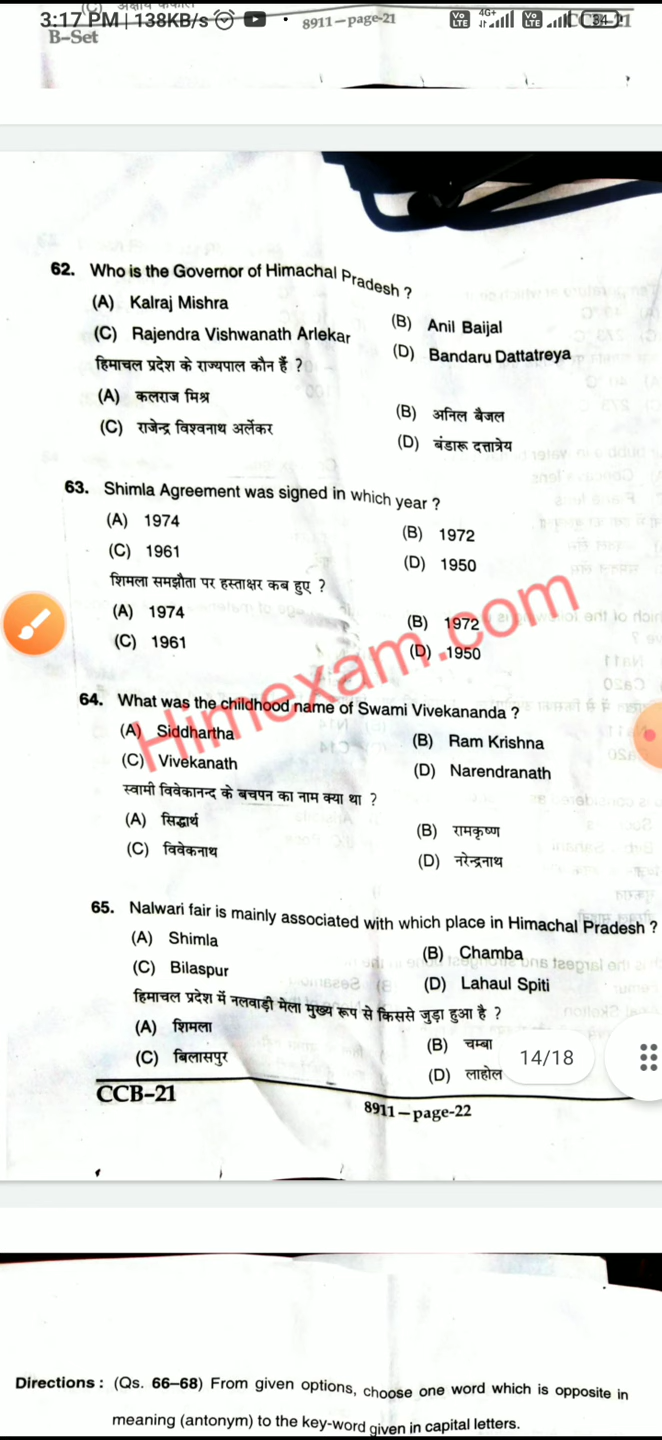 3:17 PM | 138KB/s
8911–page-21
Vo LTE 4G+ Vo LTE 34
B–Set
62. Who is the Governor of Himachal Pradesh ?
(A) Kalraj Mishra
(B) Anil Baijal
(C) Rajendra Vishwanath Arlekar
(D) Bandaru Dattatreya
हिमाचल प्रदेश के राज्यपाल कौन हैं ?
(A) कलराज मिश्र
(B) अनिल बैजल
(C) राजेन्द्र विश्वनाथ अर्लेकर
(D) बंडारू दत्तात्रेय
63. Shimla Agreement was signed in which year ?
(A) 1974
(B) 1972
(C) 1961
(D) 1950
शिमला समझौता पर हस्ताक्षर कब हुए ?
(A) 1974
(B) 1972
(C) 1961
(D) 1950
Himexam.com
64. What was the childhood name of Swami Vivekananda ?
(A) Siddhartha
(B) Ram Krishna
(C) Vivekanath
(D) Narendranath
स्वामी विवेकानन्द के बचपन का नाम क्या था ?
(A) सिद्धार्थ
(B) रामकृष्ण
(C) विवेकनाथ
(D) नरेन्द्रनाथ
65. Nalwari fair is mainly associated with which place in Himachal Pradesh ?
(A) Shimla
(B) Chamba
(C) Bilaspur
(D) Lahaul Spiti
हिमाचल प्रदेश में नलवाड़ी मेला मुख्य रूप से किससे जुड़ा हुआ है ?
(A) शिमला
(B) चम्बा
(C) बिलासपुर
(D) लाहोल
14/18
CCB–21
8911–page-22
Directions : (Qs. 66–68) From given options, choose one word which is opposite in
meaning (antonym) to the key-word given in capital letters.